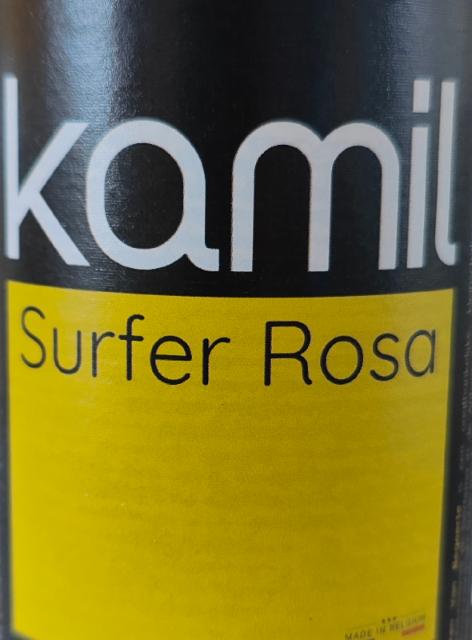 kamil
Surfer Rosa
MADE IN BELGIUM